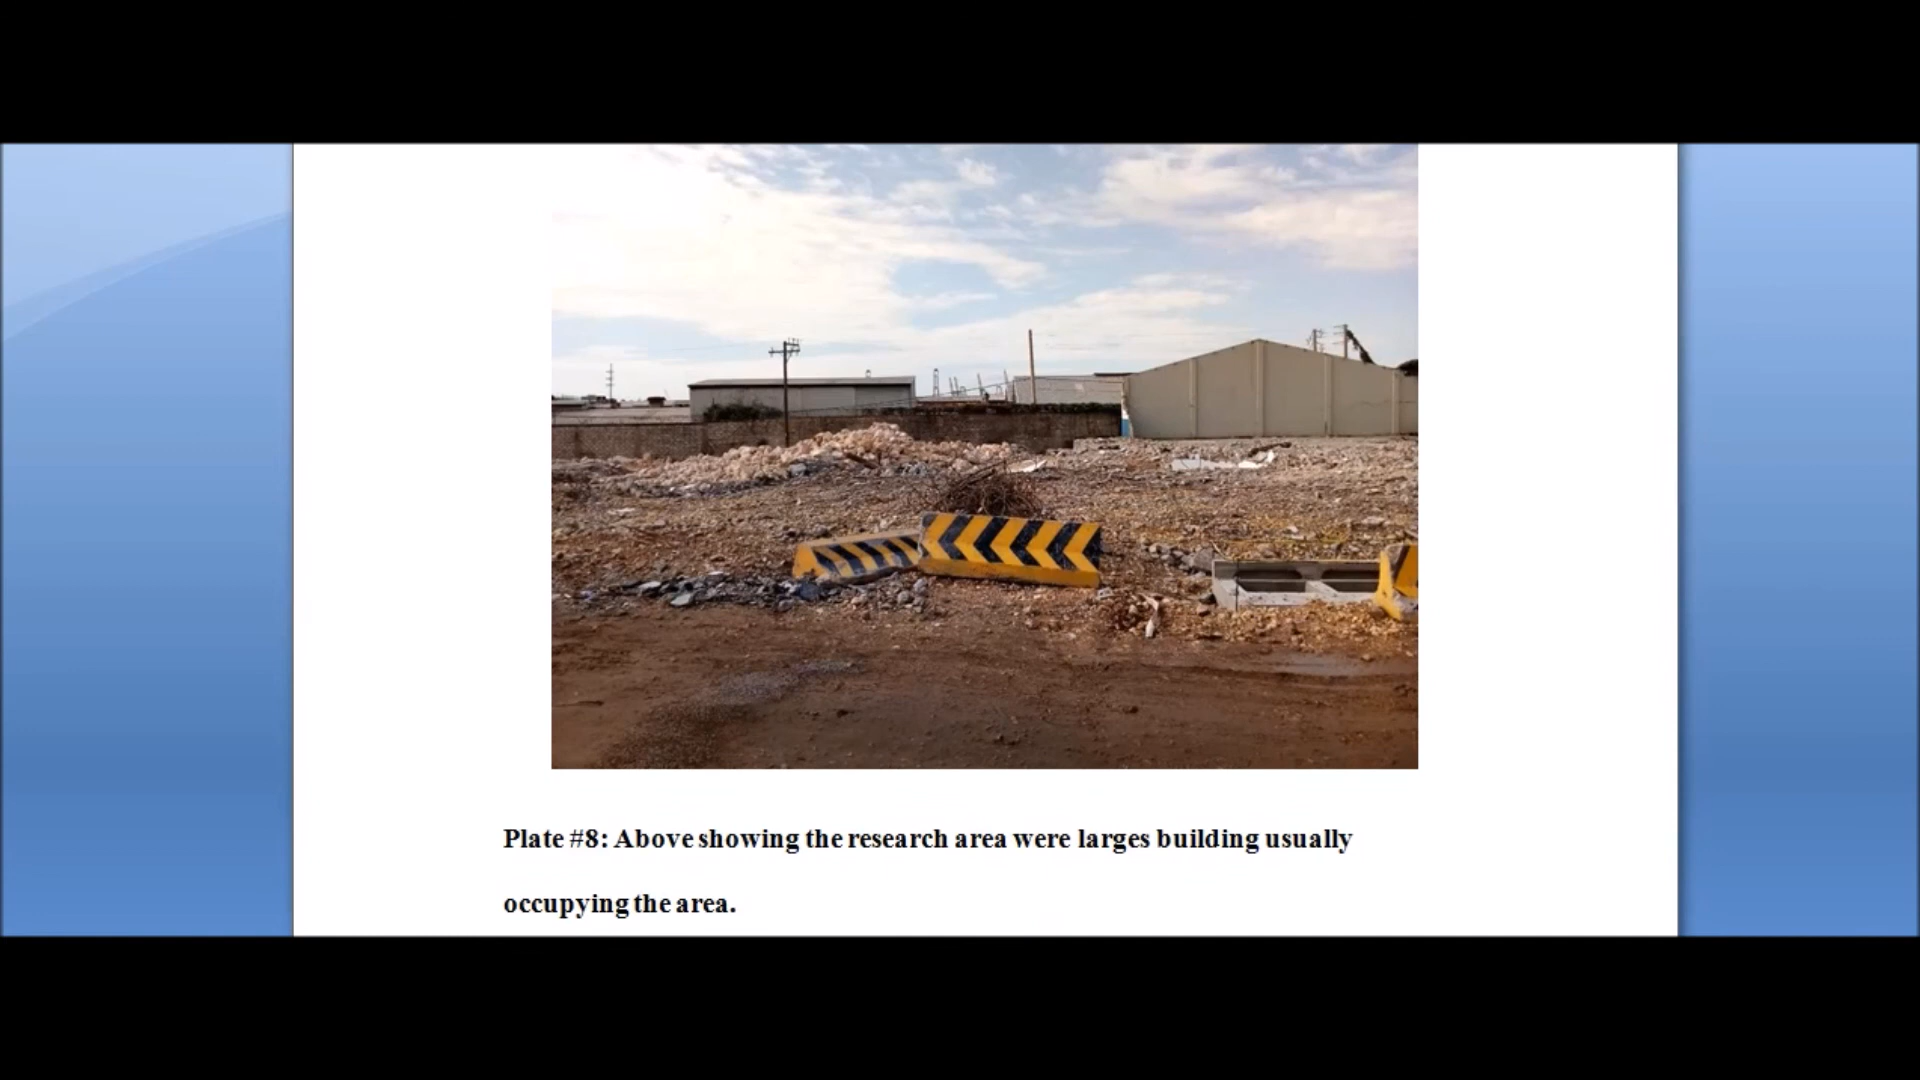 Plate #8: Above showing the research area were larges building usually
occupying the area.